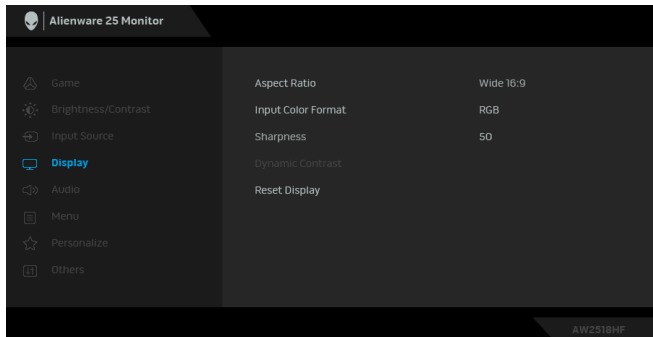 Alienware 25 Monitor
Game
Aspect Ratio Wide 16:9
Brightness/Contrast
Input Color Format RGB
Input Source
Sharpness 50
Display
Dynamic Contrast
Audio
Reset Display
Menu
Personalize
Others
AW2518HF